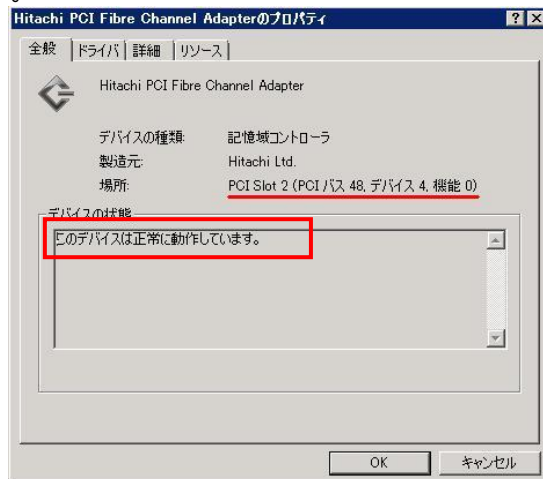 Hitachi PCI Fibre Channel Adapterのプロパティ
全般 ドライバ 詳細 リソース
Hitachi PCI Fibre Channel Adapter
デバイスの種類: 記憶域コントローラ
製造元: Hitachi Ltd.
場所: PCI Slot 2 (PCI バス 48, デバイス 4, 機能 0)
デバイスの状態
このデバイスは正常に動作しています。
OK キャンセル